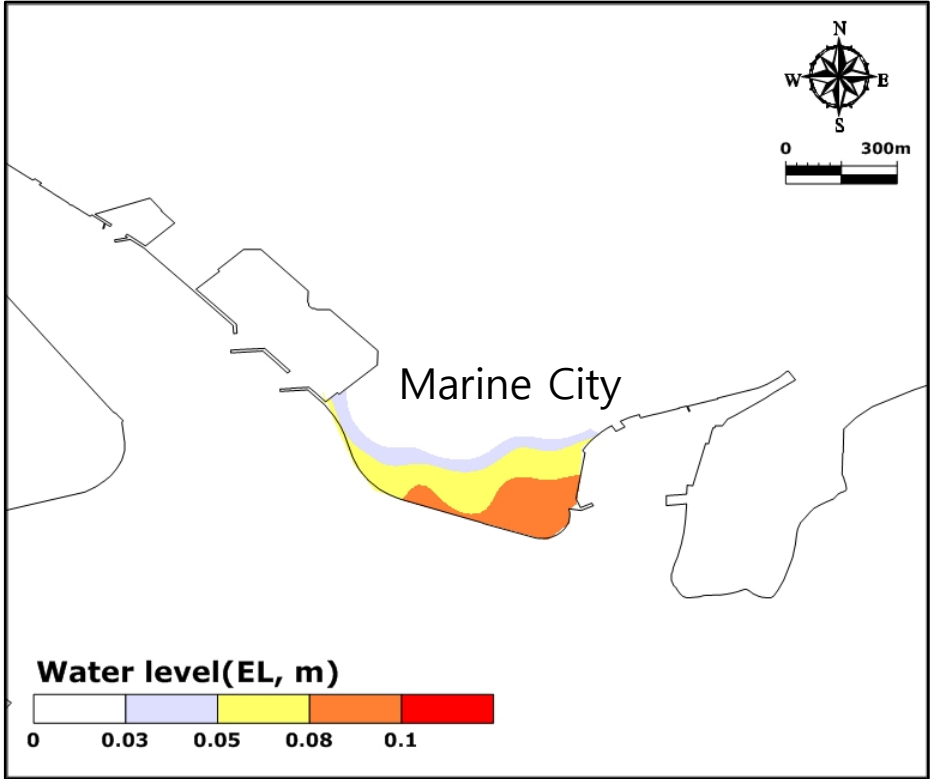 N
W E
S
0 300m
Marine City
Water level(EL, m)
0 0.03 0.05 0.08 0.1